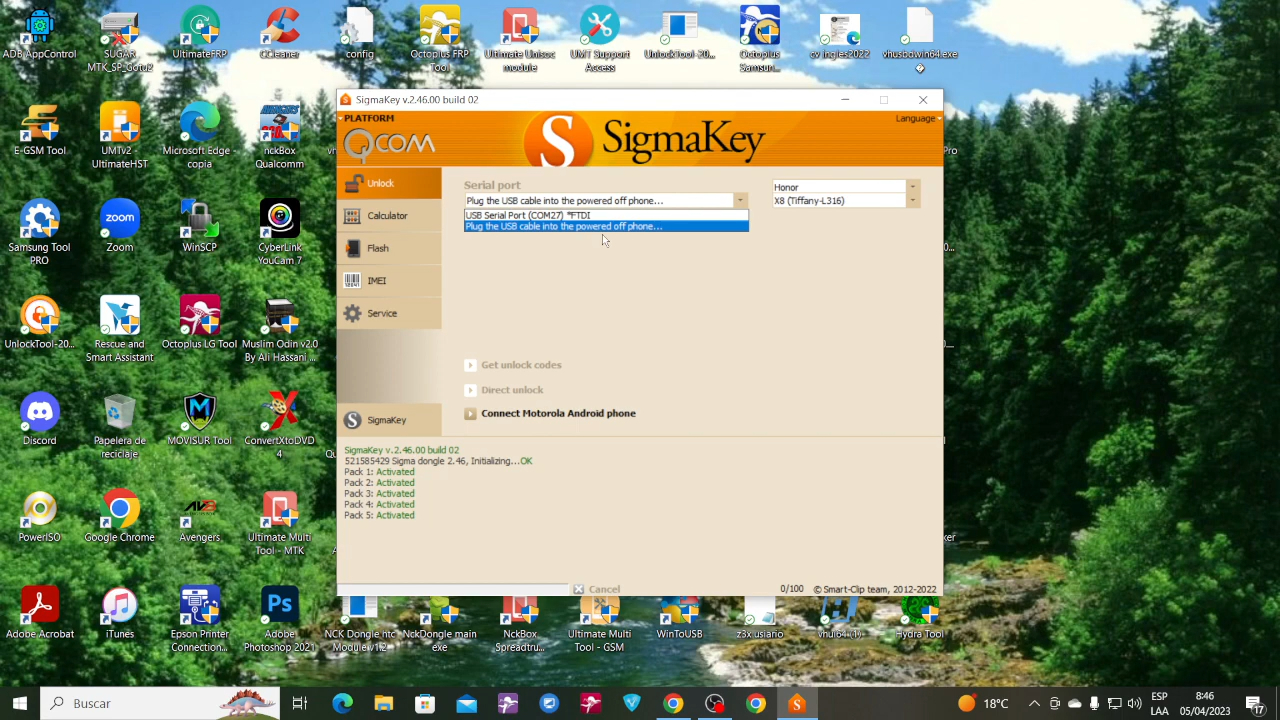 ADB AppControl
SUGAR MTK_SP_Gotu2
UltimateFRP
CCleaner
config
Octoplus FRP Tool
Ultimate Unisoc module
UMT Support Access
UnlockTool-20...
Octoplus Samsun...
cv ingles2022
vhusbdwin64.exe
SigmaKey v.2.46.00 build 02
PLATFORM
QCOM
SigmaKey
Language
Unlock
Calculator
Flash
IMEI
Service
SigmaKey
Serial port
Plug the USB cable into the powered off phone...
USB Serial Port (COM27) *FTDI
Plug the USB cable into the powered off phone...
Honor
X8 (Tiffany-L316)
Get unlock codes
Direct unlock
Connect Motorola Android phone
SigmaKey v.2.46.00 build 02
521585429 Sigma dongle 2.46, Initializing...OK
Pack 1: Activated
Pack 2: Activated
Pack 3: Activated
Pack 4: Activated
Pack 5: Activated
Cancel
0/100
© Smart-Clip team, 2012-2022
E-GSM Tool
UMTv2 - UltimateHST
Microsoft Edge - copia
nckBox Qualcomm
Samsung Tool PRO
Zoom
WinSCP
CyberLink YouCam 7
UnlockTool-20...
Rescue and Smart Assistant
Octoplus LG Tool
Muslim Odin v2.0 By Ali Hassani ...
Discord
Papelera de reciclaje
MOVISUR Tool
ConvertXtoDVD 4
PowerISO
Google Chrome
Avengers
Ultimate Multi Tool - MTK
Adobe Acrobat
iTunes
Epson Printer Connection...
Adobe Photoshop 2021
NCK Dongle ntc Module v1.2
NckDongle main exe
NckBox Spreadtru...
Ultimate Multi Tool - GSM
WinToUSB
z3x usiario
vhui64 (1)
Hydra Tool
Buscar
18°C
ESP
LAA
8:46
05/04/2023
17